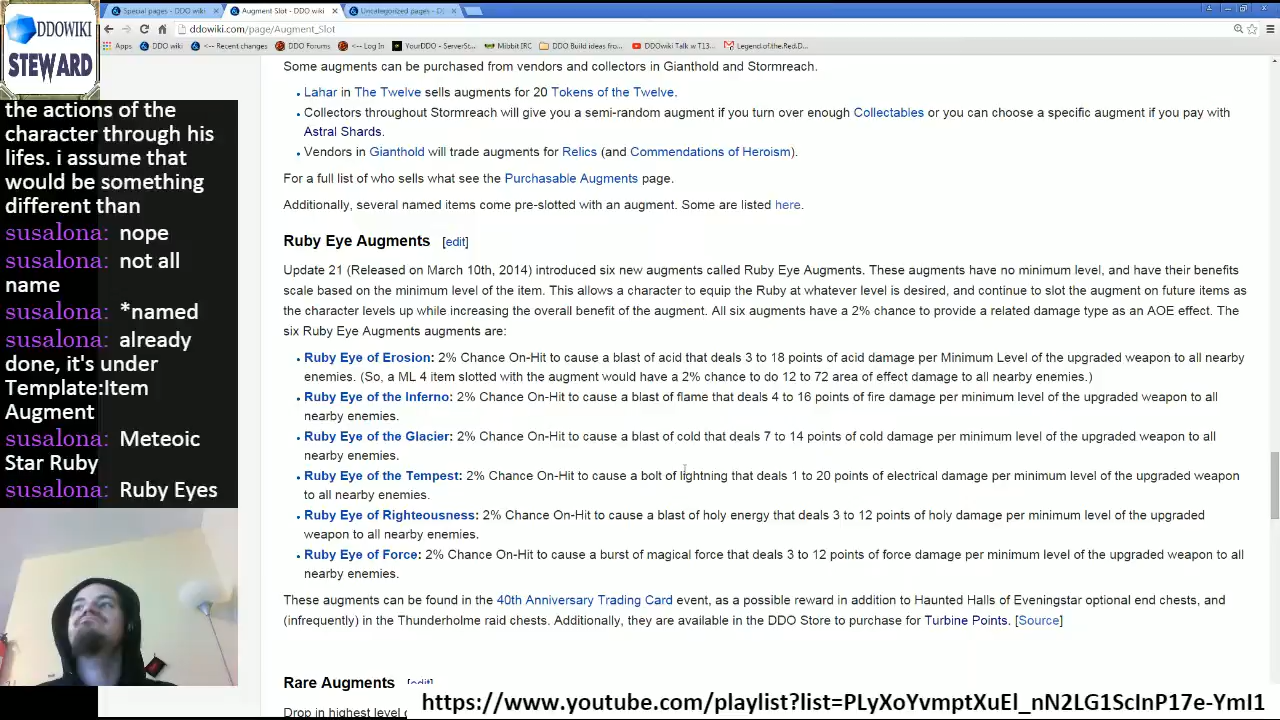 DDOWIKI
STEWARD
the actions of the
character through his
lifes. i assume that
would be something
different than
susalona: nope
susalona: not all
name
susalona: *named
susalona: already
done, it's under
Template:Item
Augment
susalona: Meteoic
Star Ruby
susalona: Ruby Eyes
Special pages - DDO wiki
Augment Slot - DDO wiki
Uncategorized pages - D
ddowiki.com/page/Augment_Slot
Apps
DDO wiki
<-- Recent changes
DDO Forums
<-- Log In
YourDDO - ServerSt...
Mibbit IRC
DDO Build ideas fro...
DDOwiki Talk w T13...
Legend.of.the.Red.D...
Some augments can be purchased from vendors and collectors in Gianthold and Stormreach.
• Lahar in The Twelve sells augments for 20 Tokens of the Twelve.
• Collectors throughout Stormreach will give you a semi-random augment if you turn over enough Collectables or you can choose a specific augment if you pay with
Astral Shards.
• Vendors in Gianthold will trade augments for Relics (and Commendations of Heroism).
For a full list of who sells what see the Purchasable Augments page.
Additionally, several named items come pre-slotted with an augment. Some are listed here.
Ruby Eye Augments [edit]
Update 21 (Released on March 10th, 2014) introduced six new augments called Ruby Eye Augments. These augments have no minimum level, and have their benefits
scale based on the minimum level of the item. This allows a character to equip the Ruby at whatever level is desired, and continue to slot the augment on future items as
the character levels up while increasing the overall benefit of the augment. All six augments have a 2% chance to provide a related damage type as an AOE effect. The
six Ruby Eye Augments augments are:
• Ruby Eye of Erosion: 2% Chance On-Hit to cause a blast of acid that deals 3 to 18 points of acid damage per Minimum Level of the upgraded weapon to all nearby
enemies. (So, a ML 4 item slotted with the augment would have a 2% chance to do 12 to 72 area of effect damage to all nearby enemies.)
• Ruby Eye of the Inferno: 2% Chance On-Hit to cause a blast of flame that deals 4 to 16 points of fire damage per minimum level of the upgraded weapon to all
nearby enemies.
• Ruby Eye of the Glacier: 2% Chance On-Hit to cause a blast of cold that deals 7 to 14 points of cold damage per minimum level of the upgraded weapon to all
nearby enemies.
• Ruby Eye of the Tempest: 2% Chance On-Hit to cause a bolt of lightning that deals 1 to 20 points of electrical damage per minimum level of the upgraded weapon
to all nearby enemies.
• Ruby Eye of Righteousness: 2% Chance On-Hit to cause a blast of holy energy that deals 3 to 12 points of holy damage per minimum level of the upgraded
weapon to all nearby enemies.
• Ruby Eye of Force: 2% Chance On-Hit to cause a burst of magical force that deals 3 to 12 points of force damage per minimum level of the upgraded weapon to all
nearby enemies.
These augments can be found in the 40th Anniversary Trading Card event, as a possible reward in addition to Haunted Halls of Eveningstar optional end chests, and
(infrequently) in the Thunderholme raid chests. Additionally, they are available in the DDO Store to purchase for Turbine Points. [Source]
Rare Augments [edit]
Drop in highest level
https://www.youtube.com/playlist?list=PLyXoYvmptXuEl_nN2LG1ScInP17e-YmI1